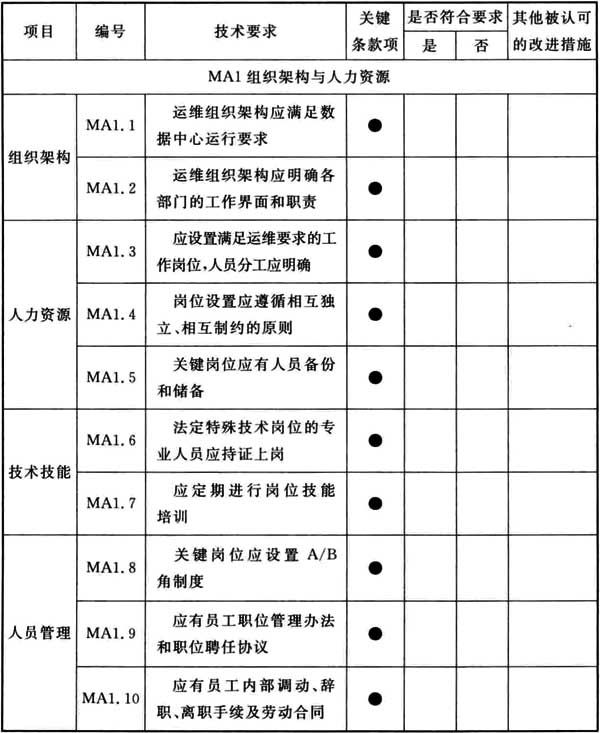 项目 编号 技术要求 关键条款项 是否符合要求 其他被认可的改进措施
是 否
MA1 组织架构与人力资源
组织架构
MA1.1 运维组织架构应满足数
据中心运行要求 ●
MA1.2 运维组织架构应明确各
部门的工作界面和职责 ●
人力资源
MA1.3 应设置满足运维要求的工
作岗位,人员分工应明确 ●
MA1.4 岗位设置应遵循相互独
立、相互制约的原则 ●
MA1.5 关键岗位应有人员备份
和储备 ●
技术技能
MA1.6 法定特殊技术岗位的专
业人员应持证上岗 ●
MA1.7 应定期进行岗位技能
培训 ●
人员管理
MA1.8 关键岗位应设置 A/B
角制度 ●
MA1.9 应有员工职位管理办法
和职位聘任协议 ●
MA1.10 应有员工内部调动、辞
职、离职手续及劳动合同 ●